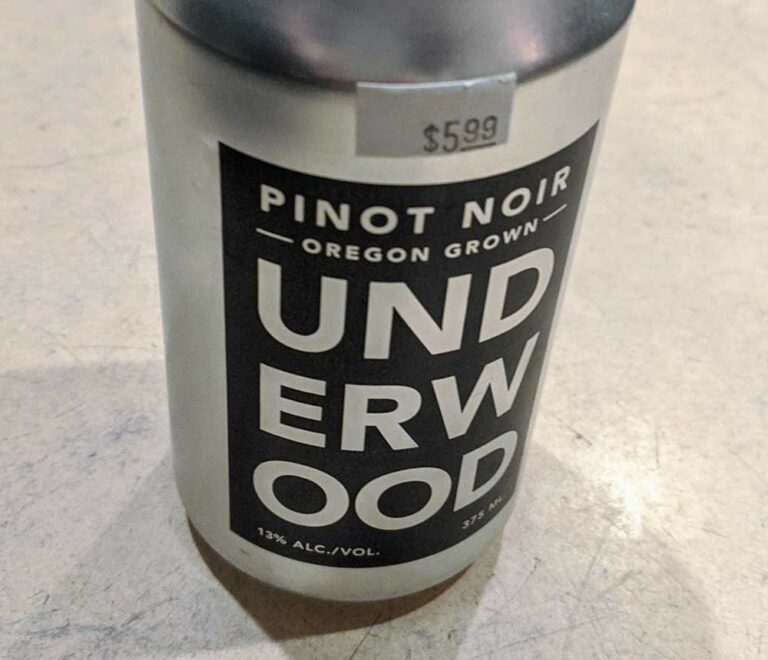 $5.99
PINOT NOIR
OREGON GROWN
UND
ERW
OOD
13% ALC./VOL.
375 ML